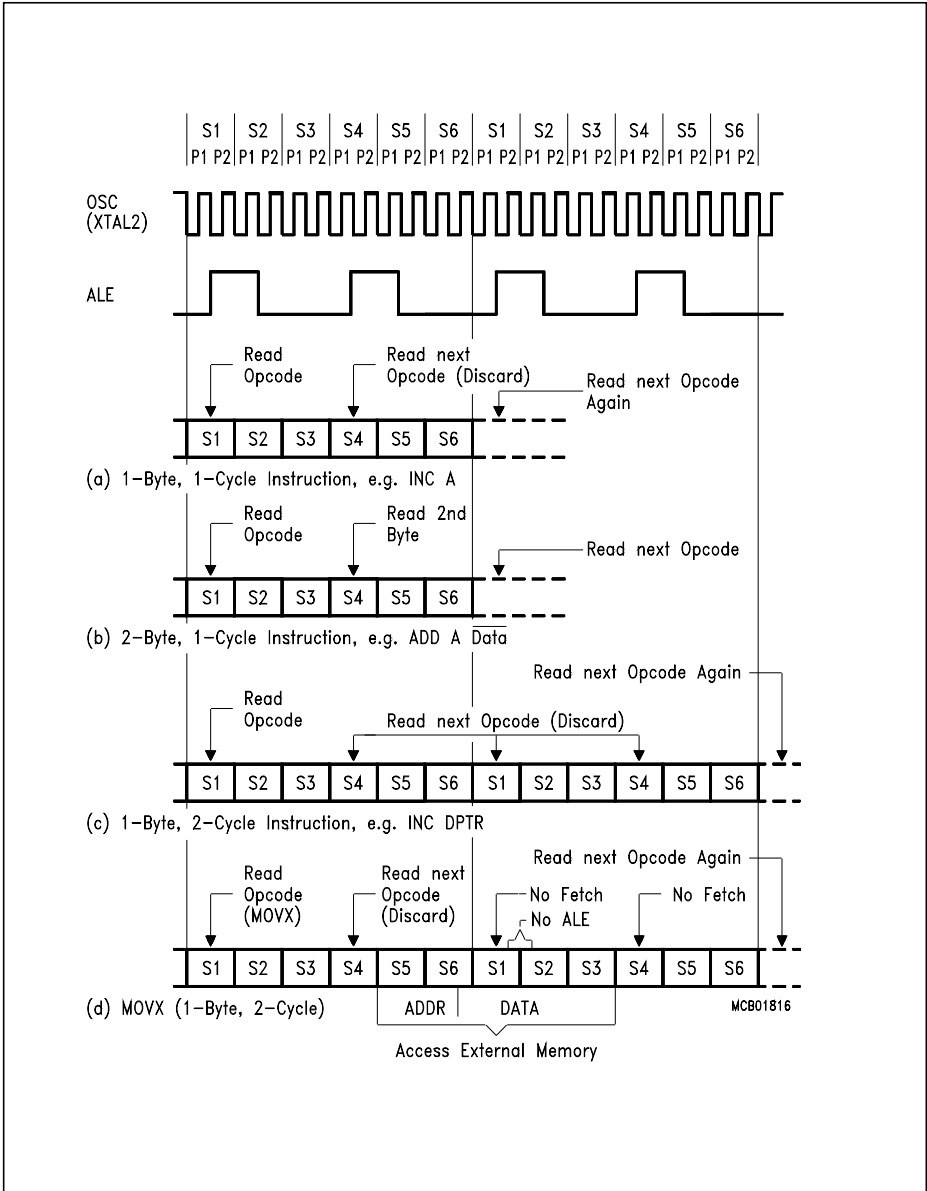 S1 S2 S3 S4 S5 S6 S1 S2 S3 S4 S5 S6
P1 P2 P1 P2 P1 P2 P1 P2 P1 P2 P1 P2 P1 P2 P1 P2 P1 P2 P1 P2 P1 P2 P1 P2
OSC
(XTAL2)
ALE
Read
Opcode
Read next
Opcode (Discard)
Read next Opcode
Again
S1 S2 S3 S4 S5 S6
(a) 1-Byte, 1-Cycle Instruction, e.g. INC A
Read
Opcode
Read 2nd
Byte
Read next Opcode
S1 S2 S3 S4 S5 S6
(b) 2-Byte, 1-Cycle Instruction, e.g. ADD A Data
Read next Opcode Again
Read
Opcode
Read next Opcode (Discard)
S1 S2 S3 S4 S5 S6 S1 S2 S3 S4 S5 S6
(c) 1-Byte, 2-Cycle Instruction, e.g. INC DPTR
Read next Opcode Again
Read
Opcode
(MOVX)
Read next
Opcode
(Discard)
No Fetch
No ALE
No Fetch
S1 S2 S3 S4 S5 S6 S1 S2 S3 S4 S5 S6
(d) MOVX (1-Byte, 2-Cycle)
ADDR DATA
MCB01816
Access External Memory